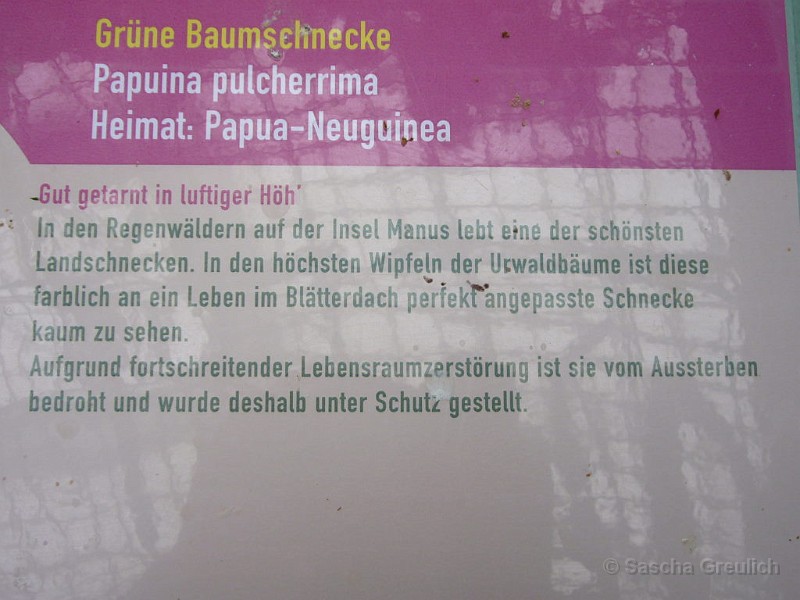 Grüne Baumschnecke
Papuina pulcherrima
Heimat: Papua-Neuguinea
Gut getarnt in luftiger Höh'
In den Regenwäldern auf der Insel Manus lebt eine der schönsten
Landschnecken. In den höchsten Wipfeln der Urwaldbäume ist diese
farblich an ein Leben im Blätterdach perfekt angepasste Schnecke
kaum zu sehen.
Aufgrund fortschreitender Lebensraumzerstörung ist sie vom Aussterben
bedroht und wurde deshalb unter Schutz gestellt.
© Sascha Greulich